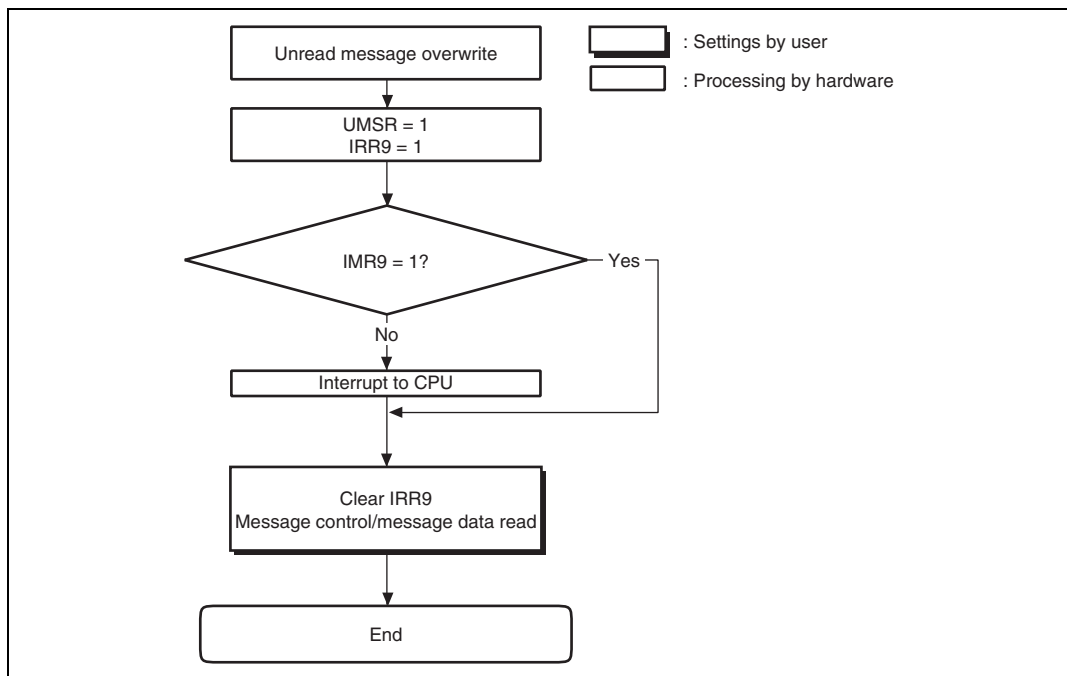 Unread message overwrite
: Settings by user
: Processing by hardware
UMSR = 1
IRR9 = 1
IMR9 = 1?
Yes
No
Interrupt to CPU
Clear IRR9
Message control/message data read
End